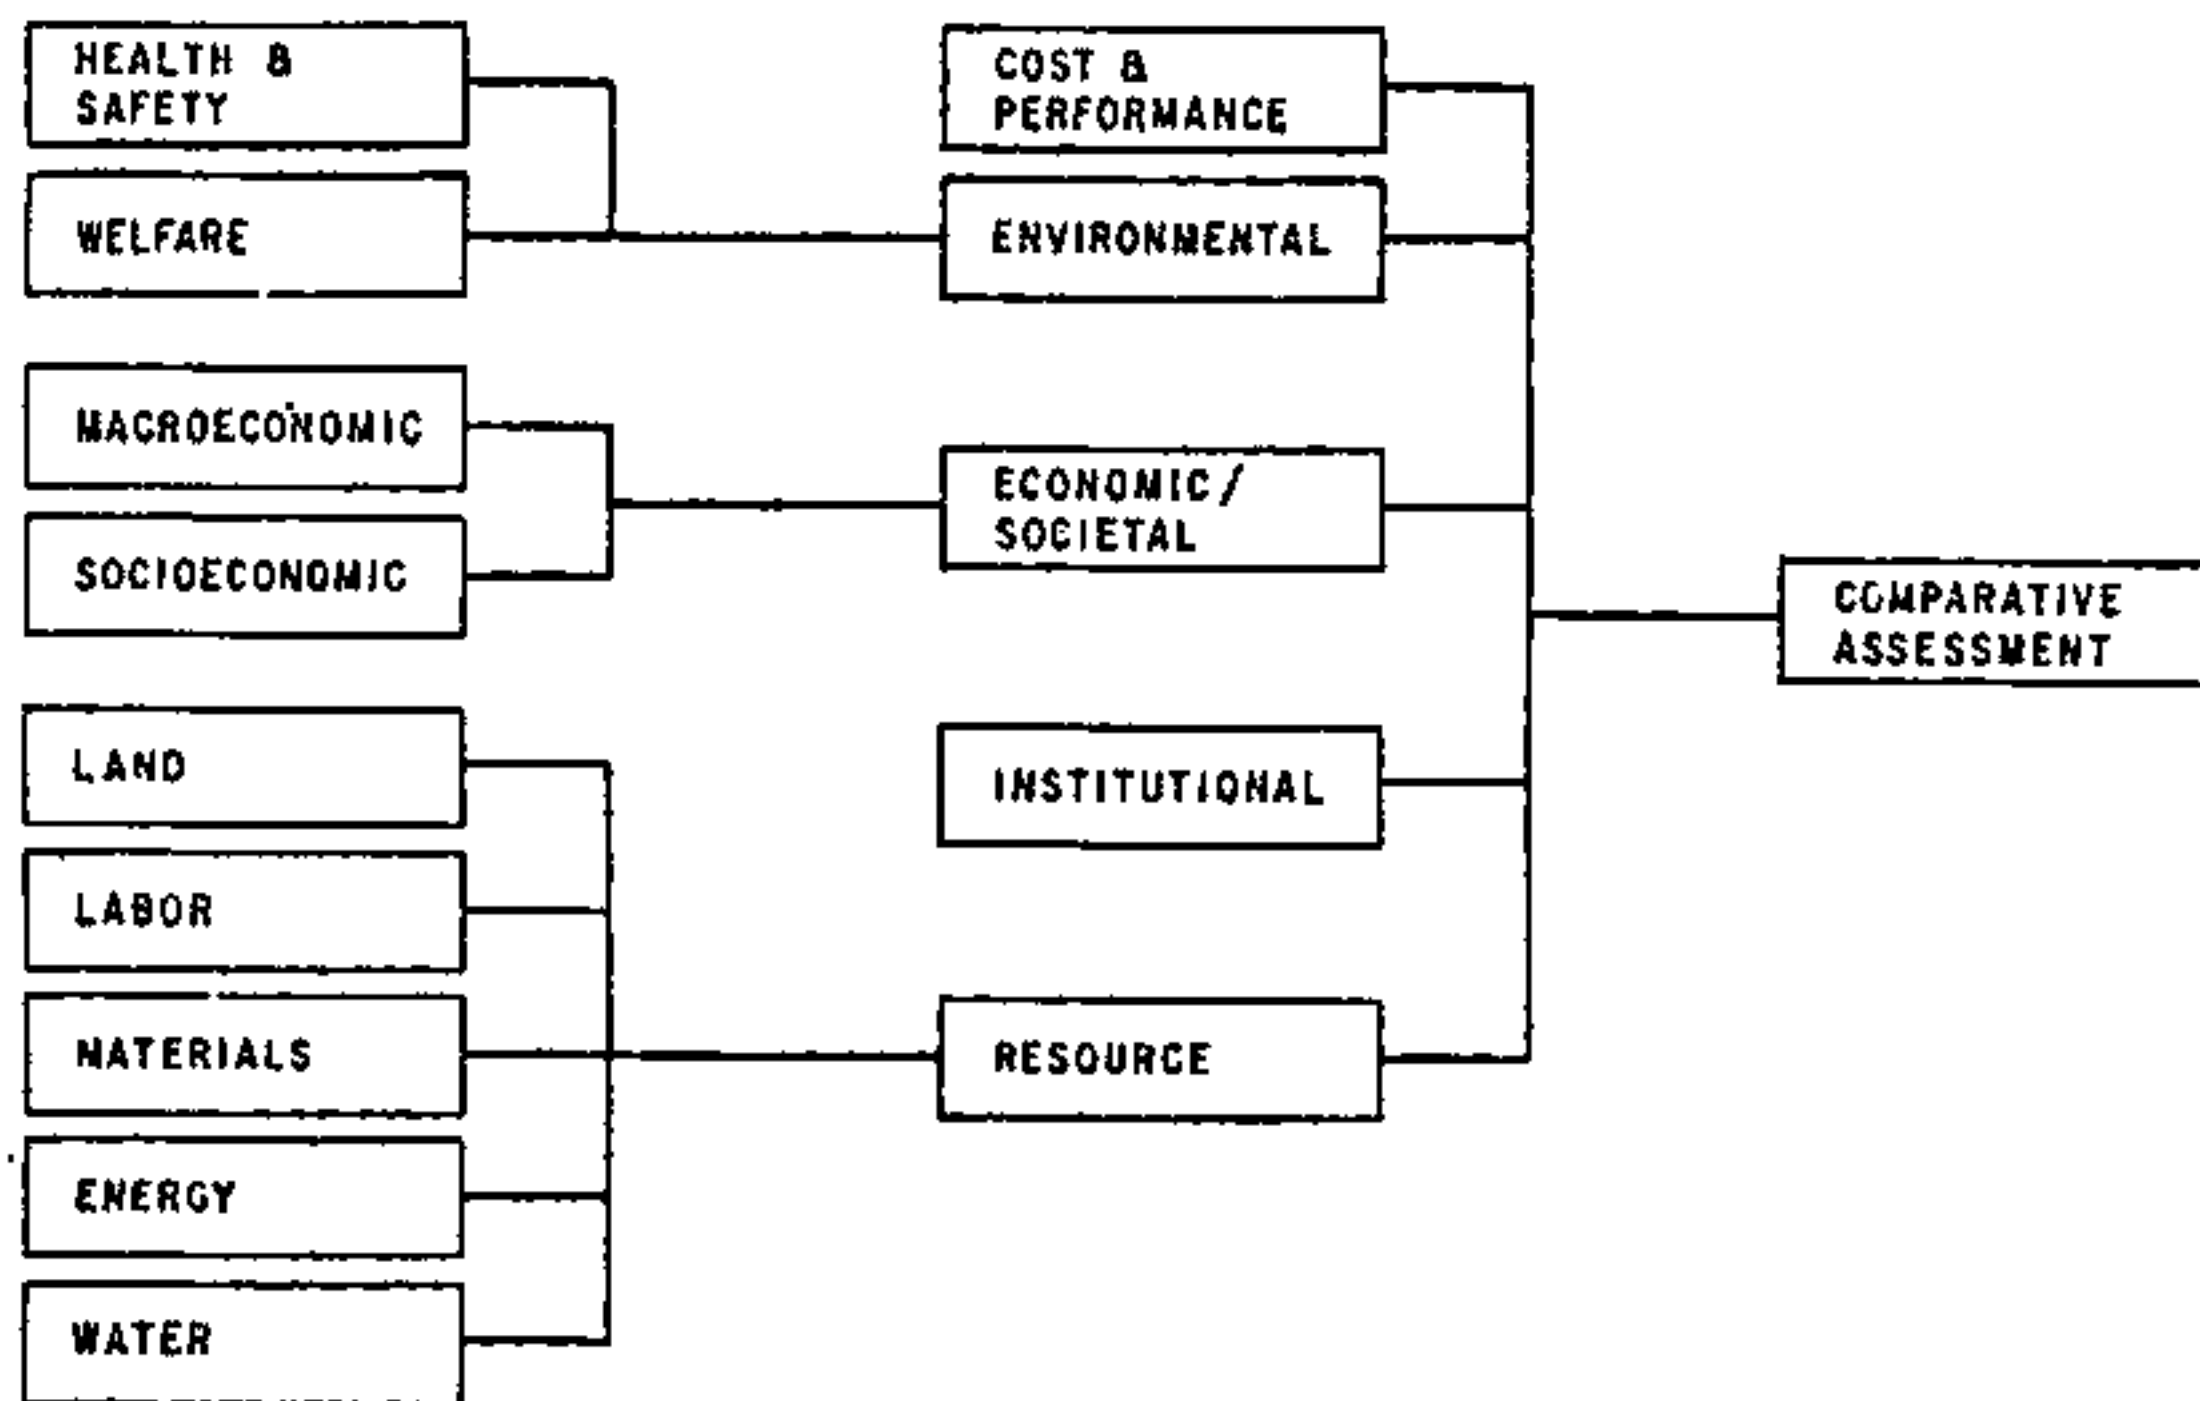 HEALTH &
SAFETY
WELFARE
MACROECONOMIC
SOCIOECONOMIC
LAND
LABOR
MATERIALS
ENERGY
WATER
COST &
PERFORMANCE
ENVIRONMENTAL
ECONOMIC/
SOCIETAL
INSTITUTIONAL
RESOURCE
COMPARATIVE
ASSESSMENT